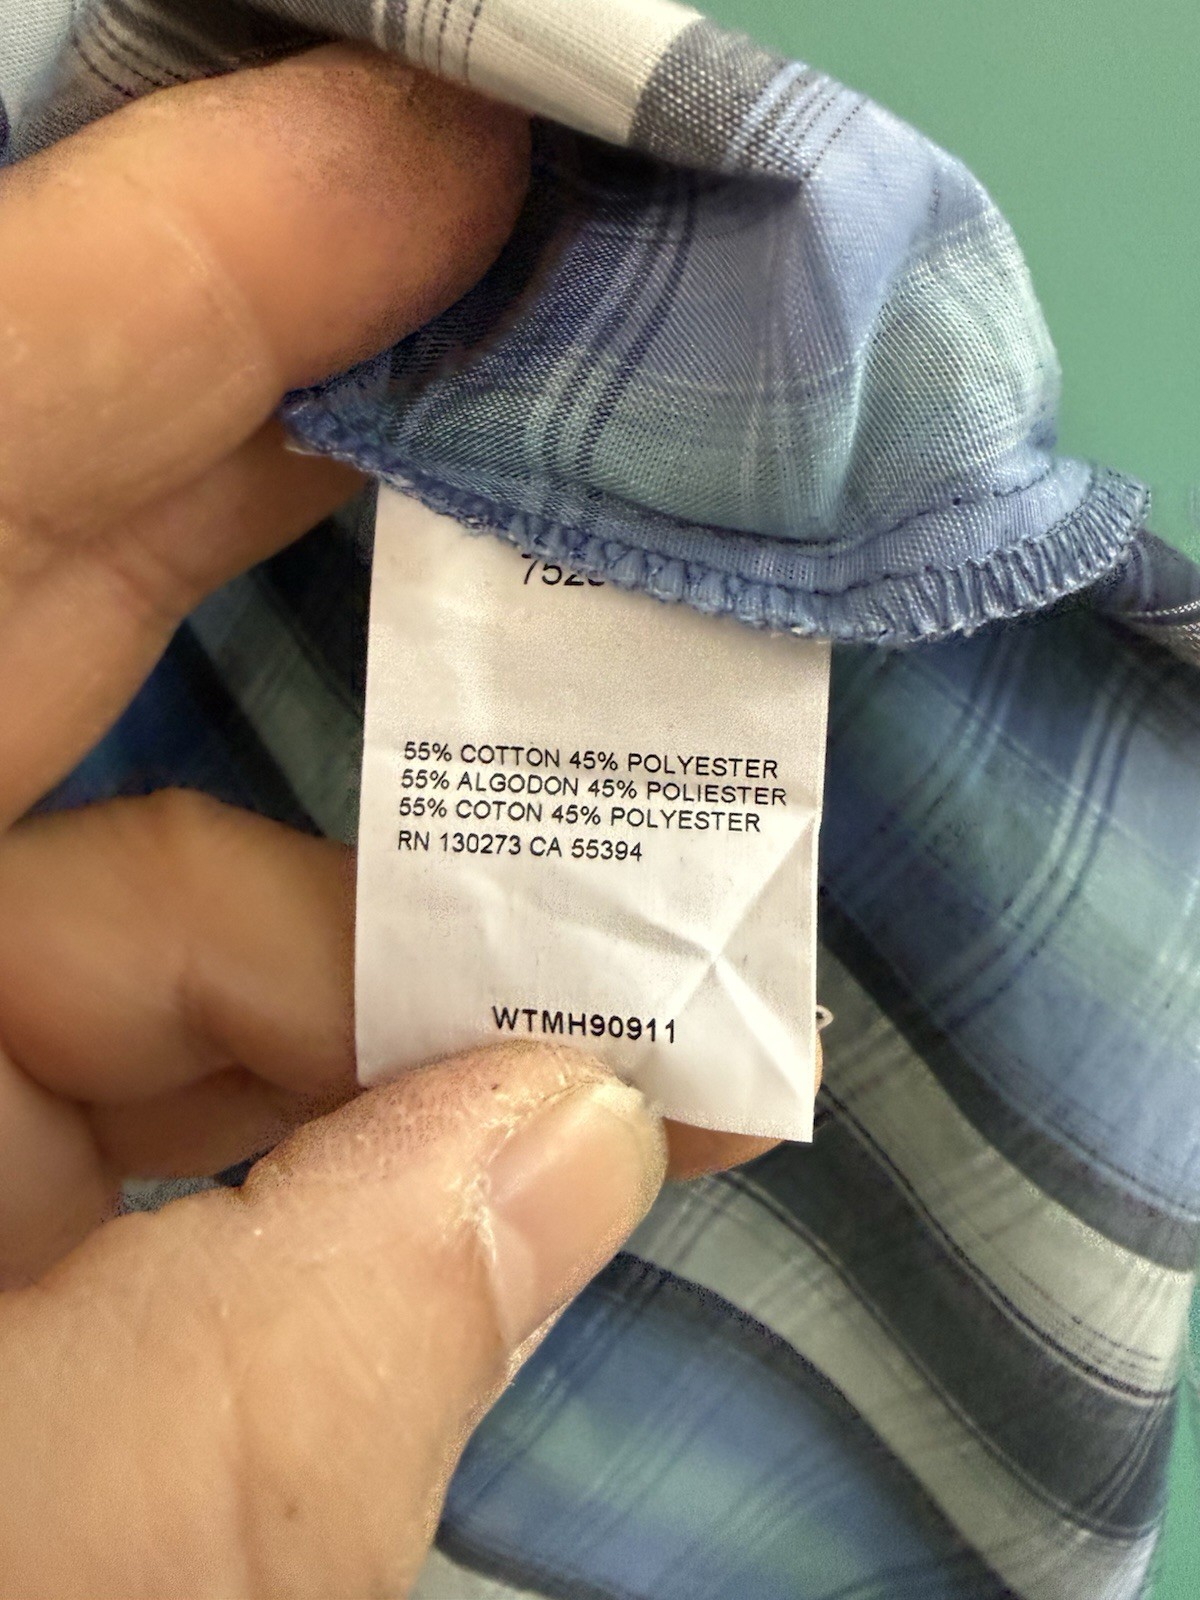 55% COTTON 45% POLYESTER
55% ALGODON 45% POLIESTER
55% COTON 45% POLYESTER
RN 130273 CA 55394
WTMH90911